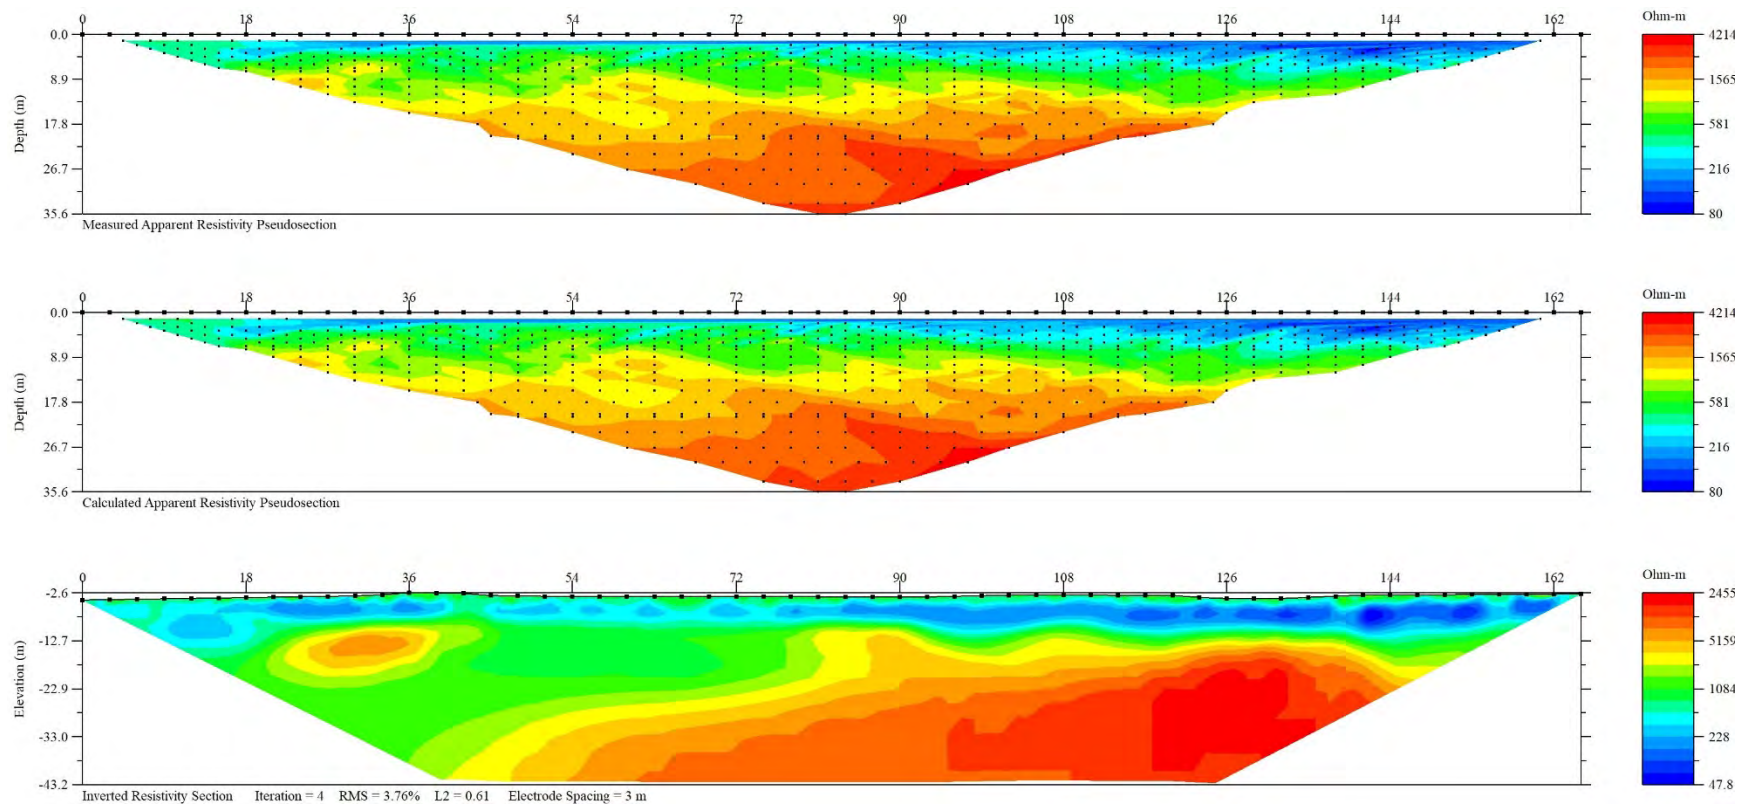 0 18 36 54 72 90 108 126 144 162 Ohm-m
0.0 4214
8.9 1565
17.8 581
26.7 216
35.6 80
Depth (m)
Measured Apparent Resistivity Pseudosection
0 18 36 54 72 90 108 126 144 162 Ohm-m
0.0 4214
8.9 1565
17.8 581
26.7 216
35.6 80
Depth (m)
Calculated Apparent Resistivity Pseudosection
0 18 36 54 72 90 108 126 144 162 Ohm-m
-2.6 2455
-12.7 5159
-22.9 1084
-33.0 228
-43.2 47.8
Elevation (m)
Inverted Resistivity Section Iteration = 4 RMS = 3.76% L2 = 0.61 Electrode Spacing = 3 m